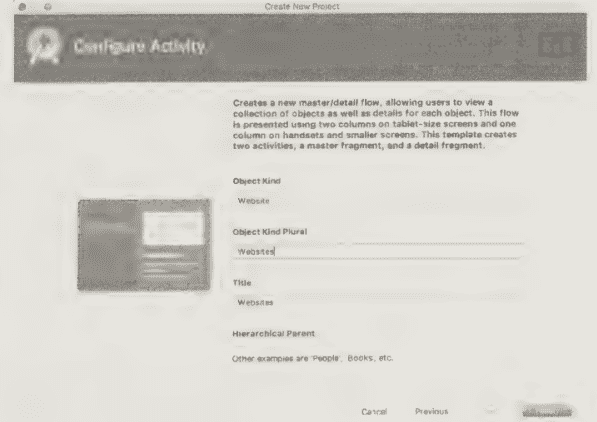 Create New Project
Configure Activity
Creates a new master/detail flow, allowing users to view a
collection of objects as well as details for each object. This flow
is presented using two columns on tablet-size screens and one
column on handsets and smaller screens. This template creates
two activities, a master fragment, and a detail fragment.
Object Kind
Website
Object Kind Plural
Websites
Title
Websites
Hierarchical Parent
Other examples are 'People', Books, etc.
Cancel Previous